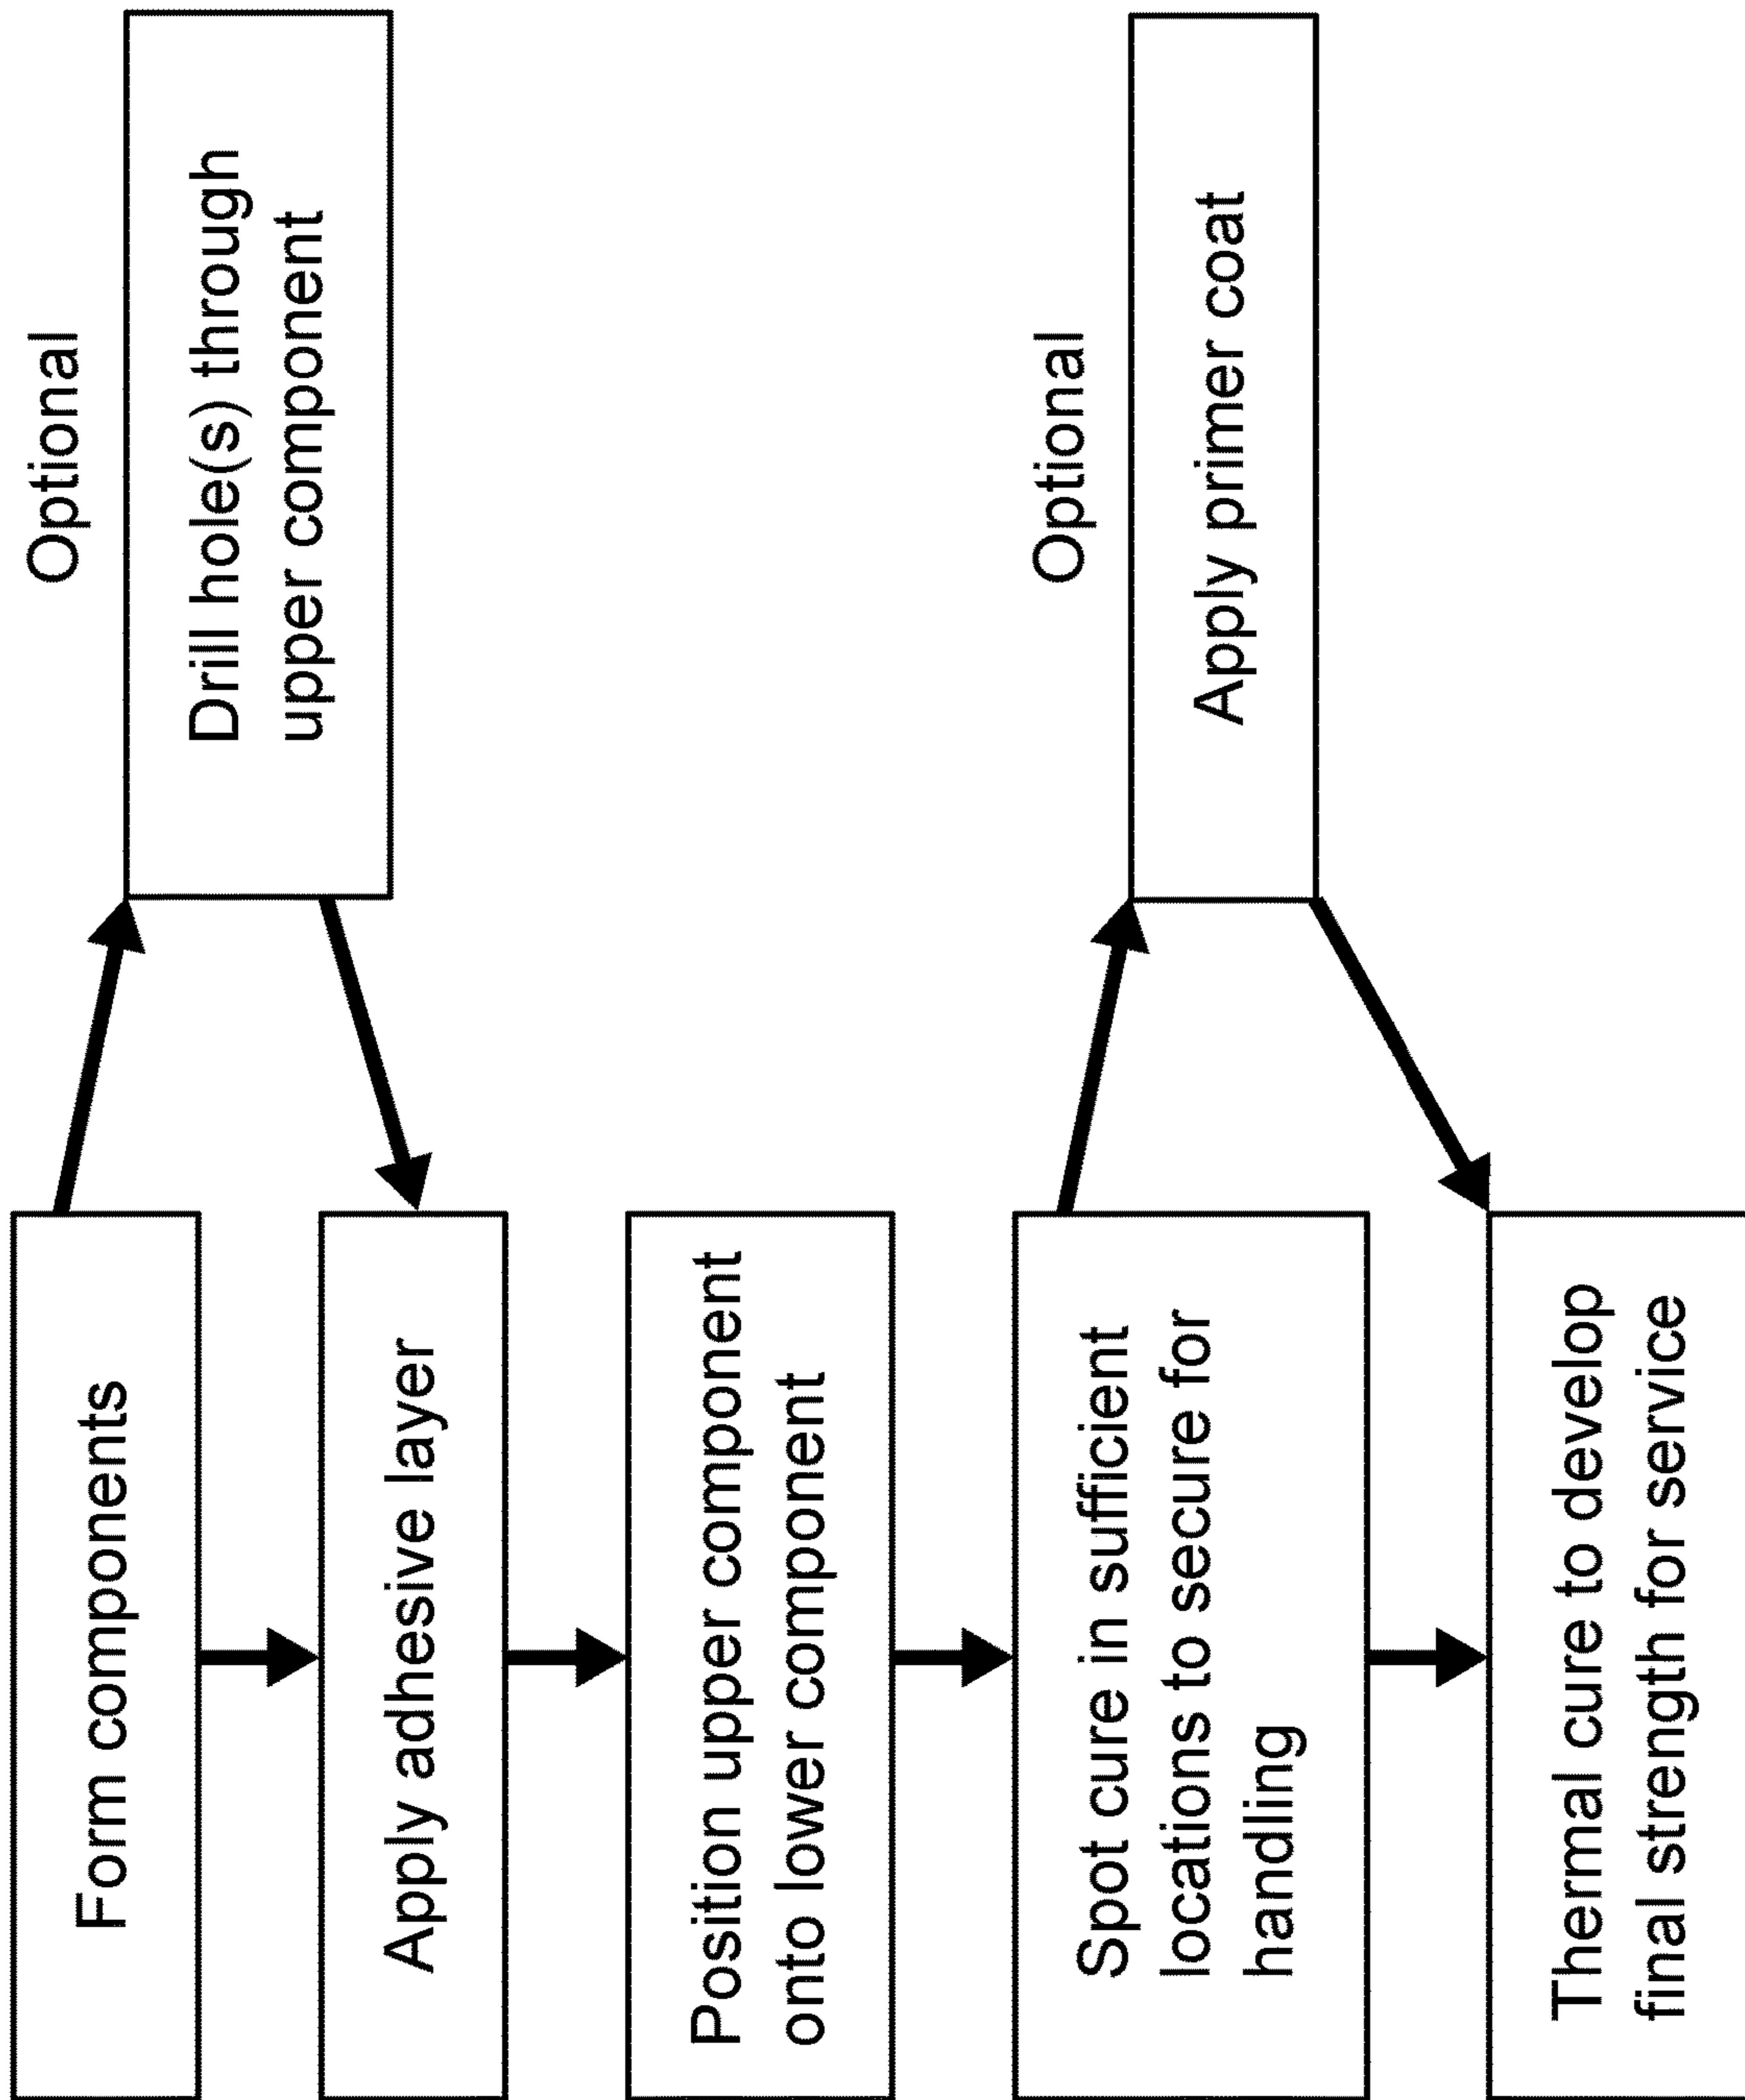 Form components
Optional
Drill hole(s) through
upper component
Apply adhesive layer
Position upper component
onto lower component
Spot cure in sufficient
locations to secure for
handling
Optional
Apply primer coat
Thermal cure to develop
final strength for service